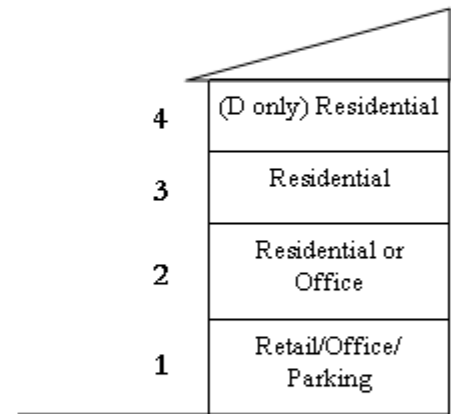 4 (D only) Residential
3 Residential
2 Residential or
Office
1 Retail/Office/
Parking